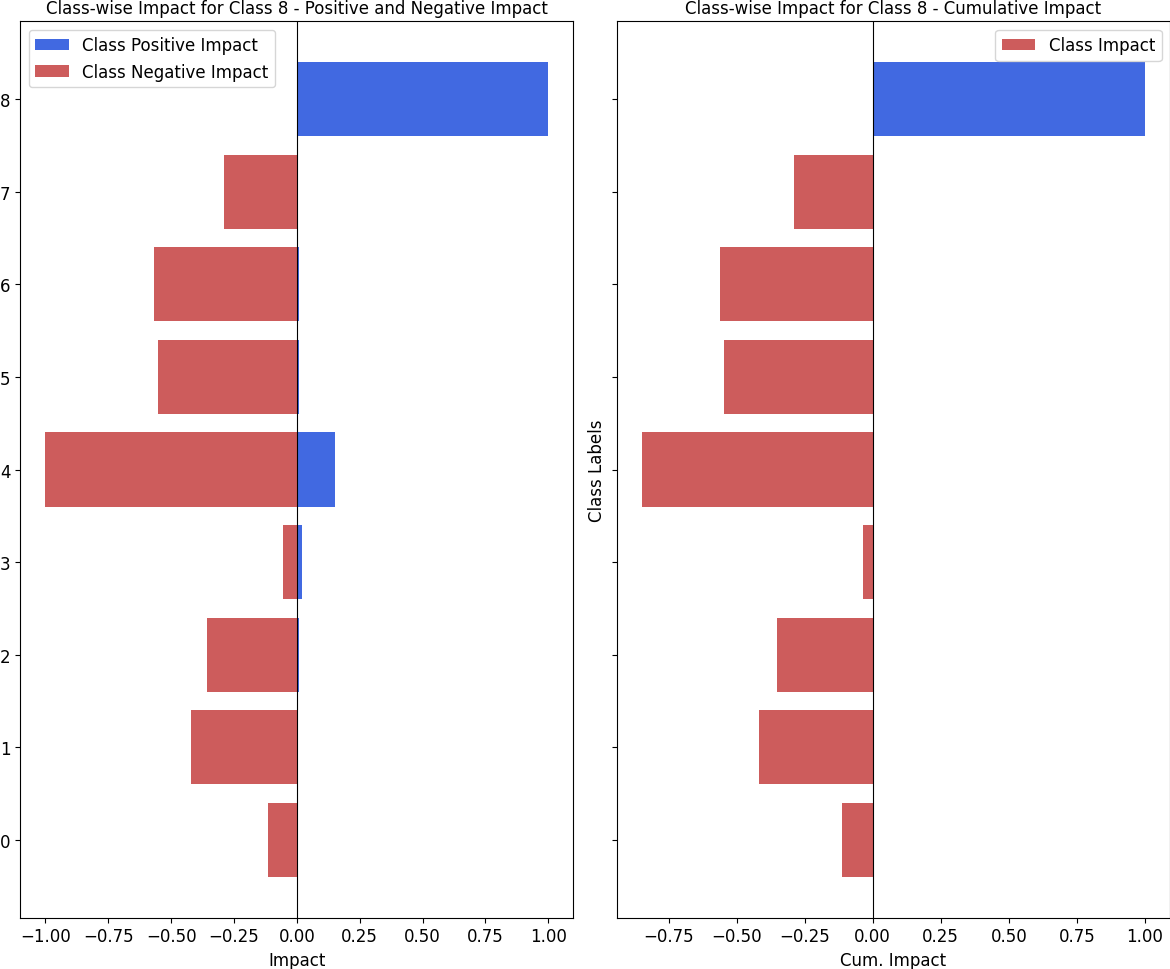 Class-wise Impact for Class 8 - Positive and Negative Impact
Class Positive Impact
Class Negative Impact
8
7
6
5
4
3
2
1
0
−1.00 −0.75 −0.50 −0.25 0.00 0.25 0.50 0.75 1.00
Impact
Class-wise Impact for Class 8 - Cumulative Impact
Class Impact
Class Labels
−0.75 −0.50 −0.25 0.00 0.25 0.50 0.75 1.00
Cum. Impact